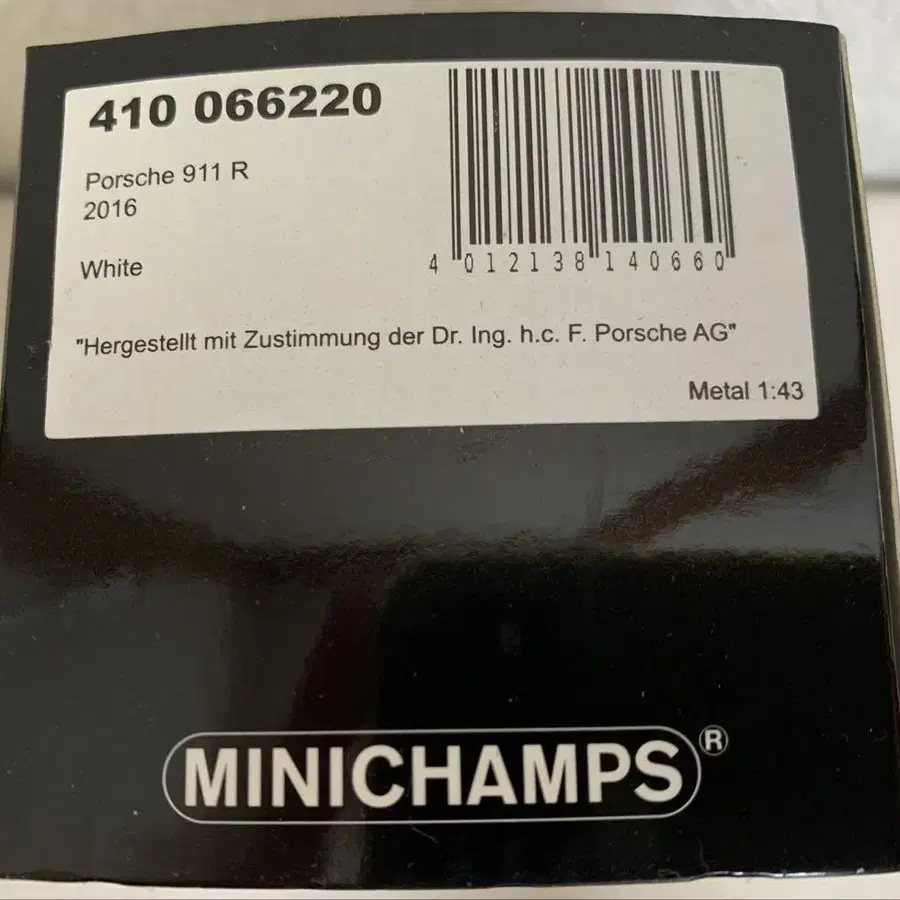 410 066220
Porsche 911 R
2016
White
4 012138 140660
"Hergestellt mit Zustimmung der Dr. Ing. h.c. F. Porsche AG"
Metal 1:43
MINICHAMPS®